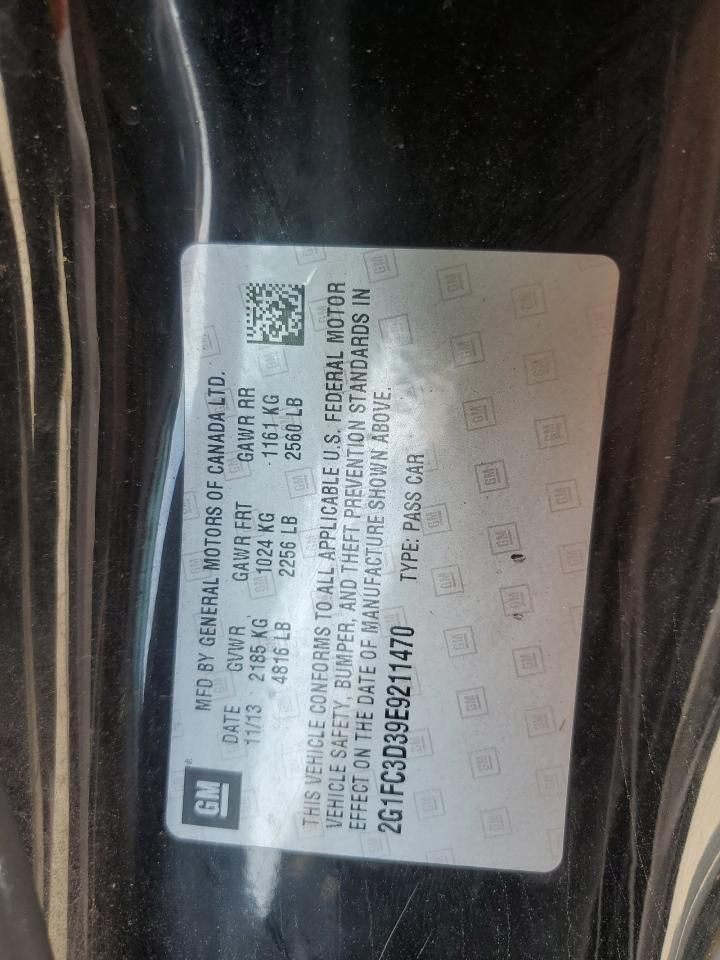 GM ®
MFD BY GENERAL MOTORS OF CANADA LTD.
DATE GVWR GAWR FRT GAWR RR
11/13 2185 KG 1024 KG 1161 KG
4816 LB 2256 LB 2560 LB
THIS VEHICLE CONFORMS TO ALL APPLICABLE U.S. FEDERAL MOTOR
VEHICLE SAFETY, BUMPER, AND THEFT PREVENTION STANDARDS IN
EFFECT ON THE DATE OF MANUFACTURE SHOWN ABOVE.
2G1FC3D39E9211470 TYPE: PASS CAR